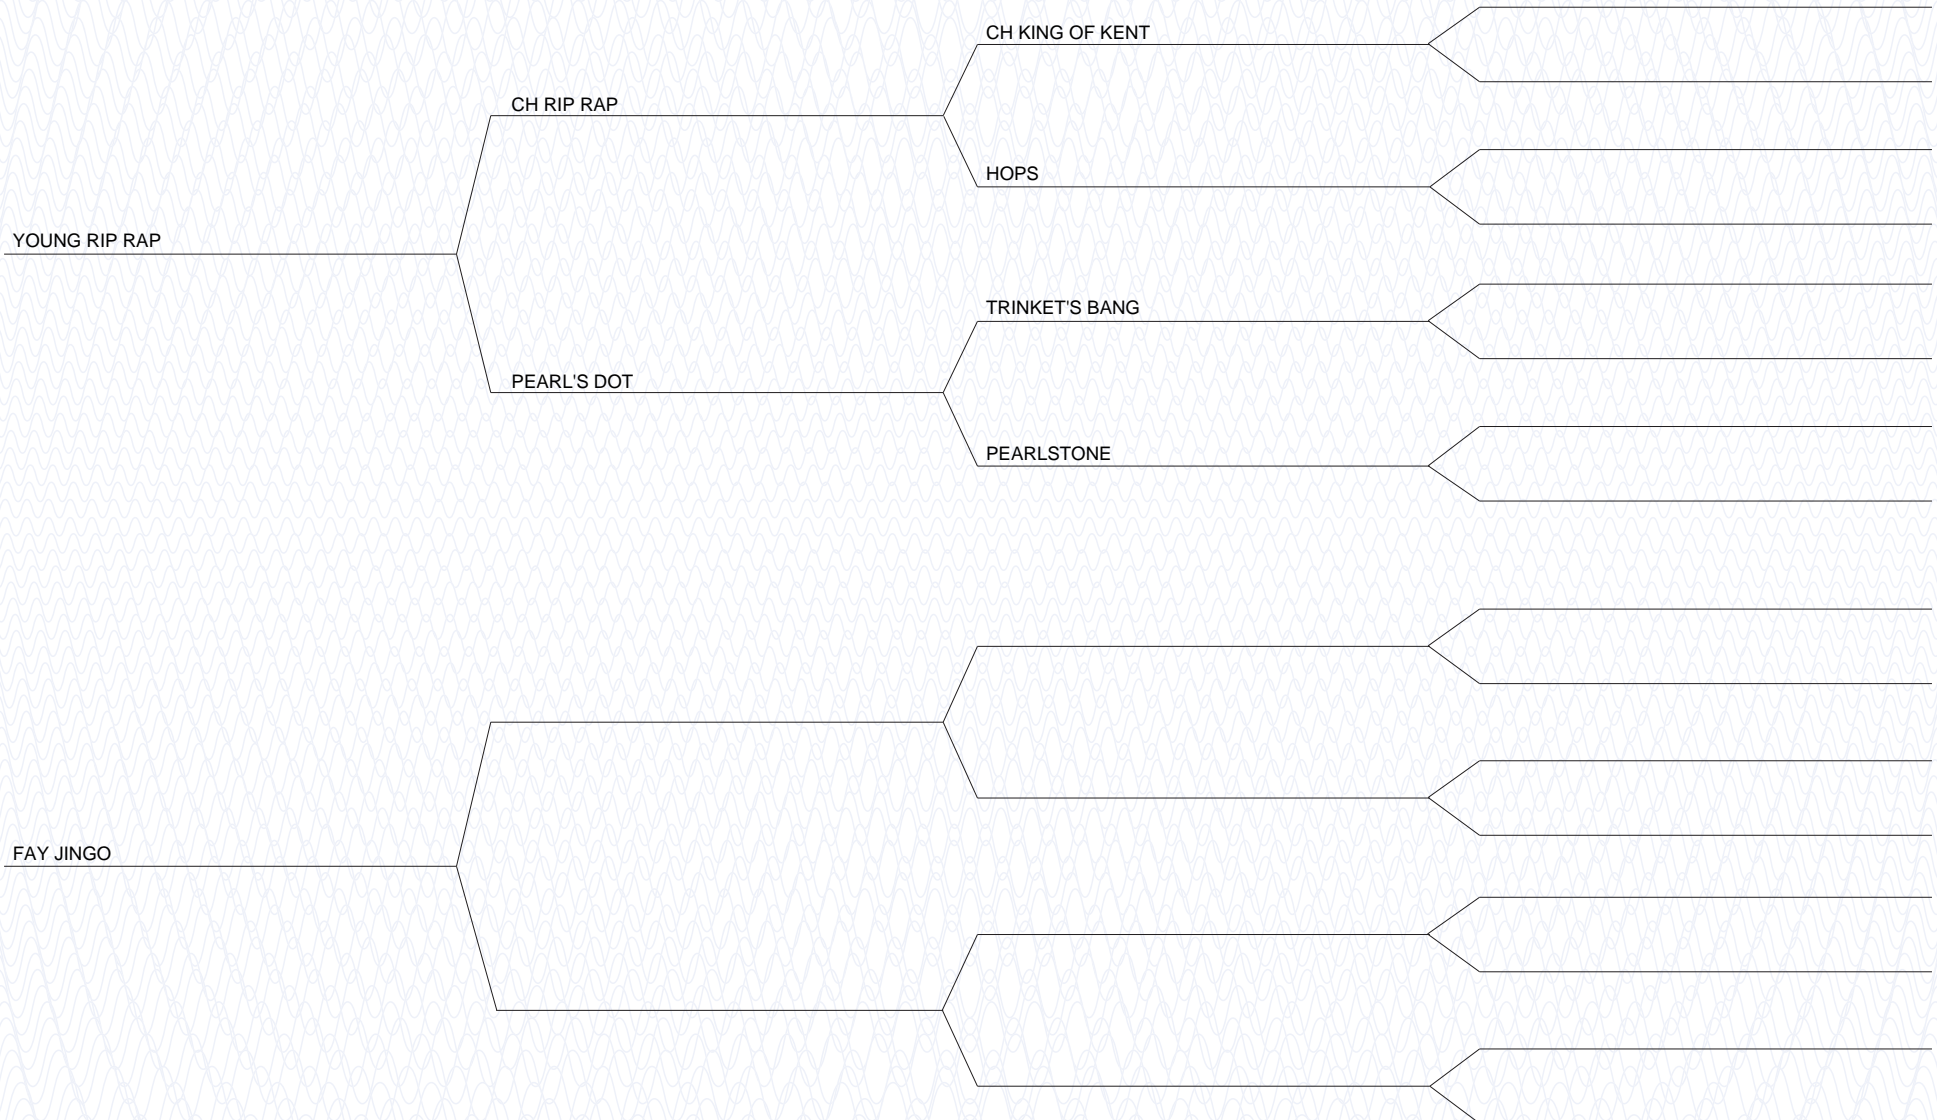 CH KING OF KENT
CH RIP RAP
HOPS
YOUNG RIP RAP
TRINKET'S BANG
PEARL'S DOT
PEARLSTONE
FAY JINGO